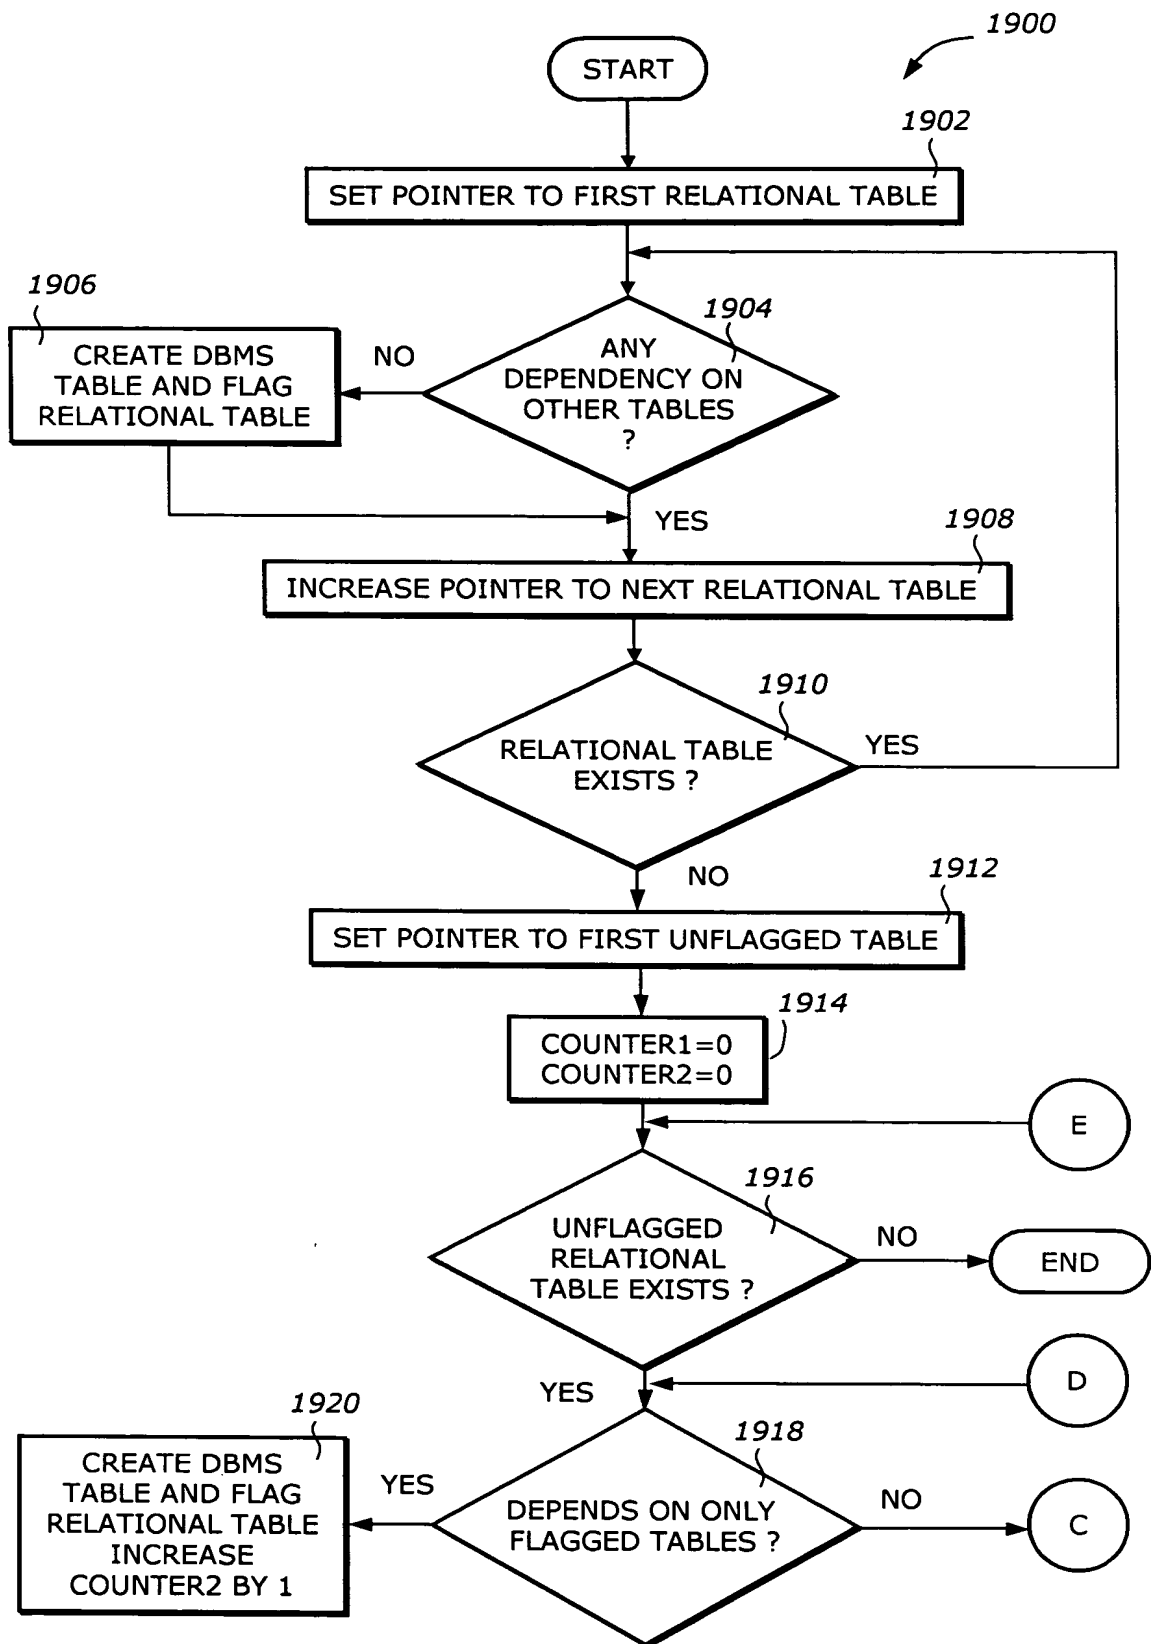 1900
START
1902
SET POINTER TO FIRST RELATIONAL TABLE
1906
1904
CREATE DBMS
TABLE AND FLAG
RELATIONAL TABLE
NO
ANY
DEPENDENCY ON
OTHER TABLES
?
YES
1908
INCREASE POINTER TO NEXT RELATIONAL TABLE
1910
RELATIONAL TABLE
EXISTS ?
YES
NO
1912
SET POINTER TO FIRST UNFLAGGED TABLE
1914
COUNTER1=0
COUNTER2=0
E
1916
UNFLAGGED
RELATIONAL
TABLE EXISTS ?
NO
END
D
YES
1920
1918
CREATE DBMS
TABLE AND FLAG
RELATIONAL TABLE
INCREASE
COUNTER2 BY 1
YES
DEPENDS ON ONLY
FLAGGED TABLES ?
NO
C